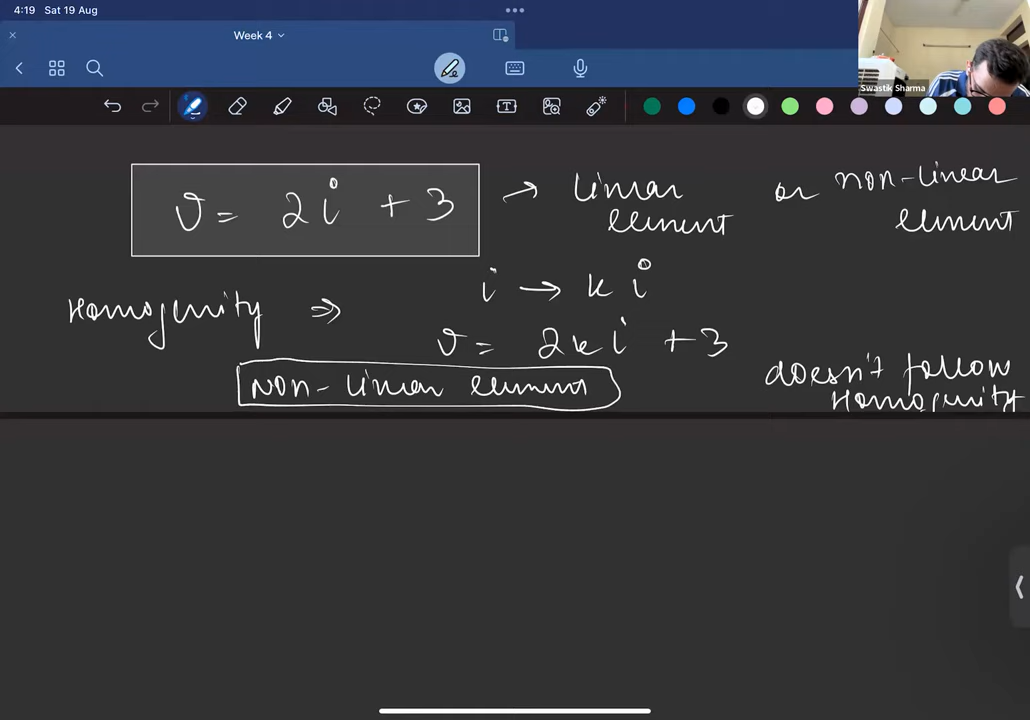 4:19 Sat 19 Aug
Week 4
Swastik Sharma
v = 2i + 3 → linear element or non-linear element
Homogenity ⇒ i → k i
v = 2ki + 3
non-linear element
doesn't follow
Homogenity